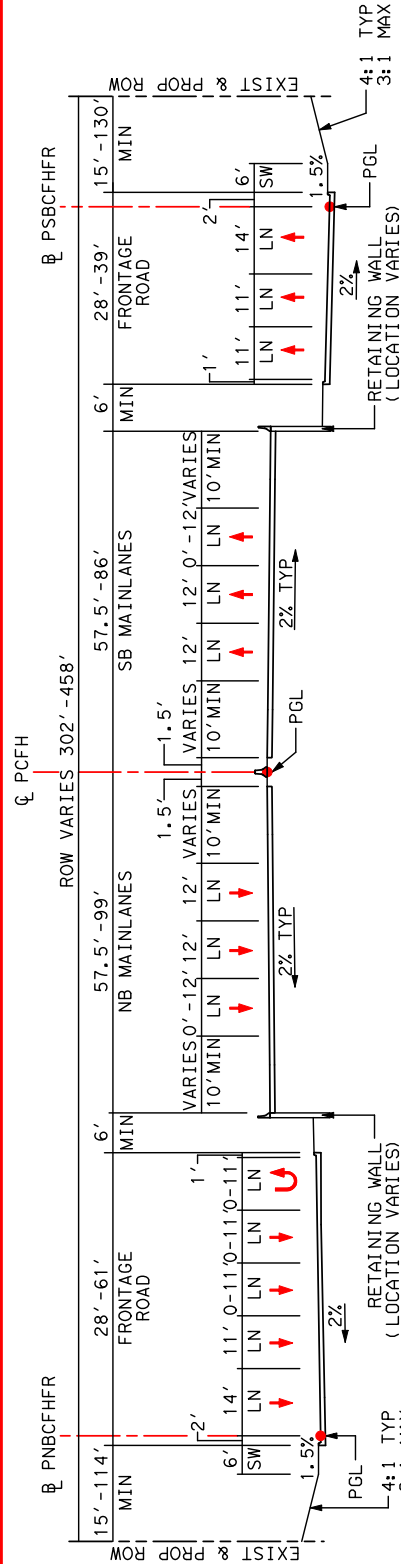 ℄ PCFH
ROW VARIES 302'-458'
EXIST & PROP ROW
15'-114'
MIN
℞ PNBCFHFR
28'-61'
FRONTAGE
ROAD
6'
MIN
57.5'-99'
NB MAINLANES
57.5'-86'
SB MAINLANES
6'
MIN
28'-39'
FRONTAGE
ROAD
℞ PSBCFHFR
15'-130'
MIN
EXIST & PROP ROW
6'
SW
2'
14'
LN
11'
LN
0-11'
LN
0-11'
LN
0-11'
LN
1'
VARIES
10'MIN
0'-12'
LN
12'
LN
12'
LN
VARIES
10'MIN
1.5'
1.5'
VARIES
10'MIN
12'
LN
12'
LN
0'-12'
LN
VARIES
10'MIN
1'
11'
LN
11'
LN
14'
LN
2'
6'
SW
1.5%
PGL
2%
4:1 TYP
RETAINING WALL
(LOCATION VARIES)
2% TYP
PGL
2% TYP
RETAINING WALL
(LOCATION VARIES)
2%
1.5%
PGL
4:1 TYP
3:1 MAX